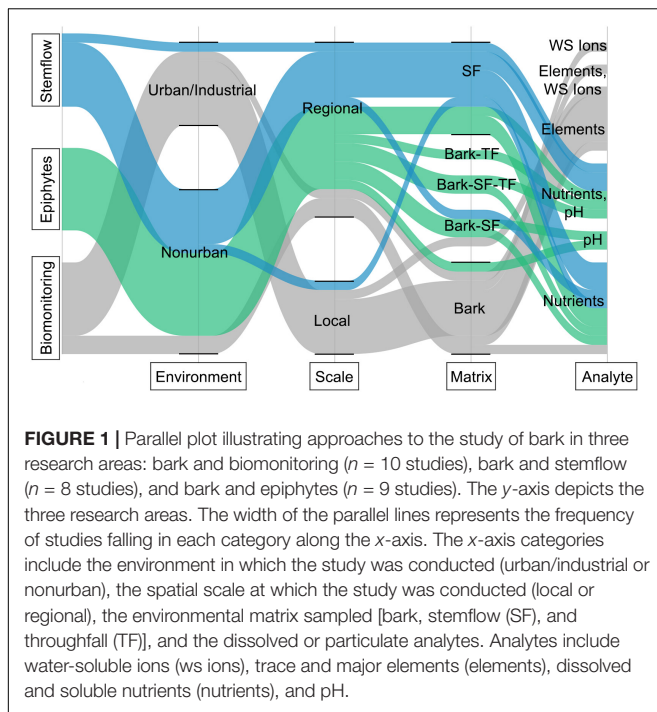 Stemflow
Epiphytes
Biomonitoring
Urban/Industrial
Nonurban
Regional
Local
SF
Bark-TF
Bark-SF-TF
Bark-SF
Bark
WS Ions
Elements,
WS Ions
Elements
Nutrients,
pH
pH
Nutrients
Environment
Scale
Matrix
Analyte
FIGURE 1 | Parallel plot illustrating approaches to the study of bark in three
research areas: bark and biomonitoring (n = 10 studies), bark and stemflow
(n = 8 studies), and bark and epiphytes (n = 9 studies). The y-axis depicts the
three research areas. The width of the parallel lines represents the frequency
of studies falling in each category along the x-axis. The x-axis categories
include the environment in which the study was conducted (urban/industrial or
nonurban), the spatial scale at which the study was conducted (local or
regional), the environmental matrix sampled [bark, stemflow (SF), and
throughfall (TF)], and the dissolved or particulate analytes. Analytes include
water-soluble ions (ws ions), trace and major elements (elements), dissolved
and soluble nutrients (nutrients), and pH.